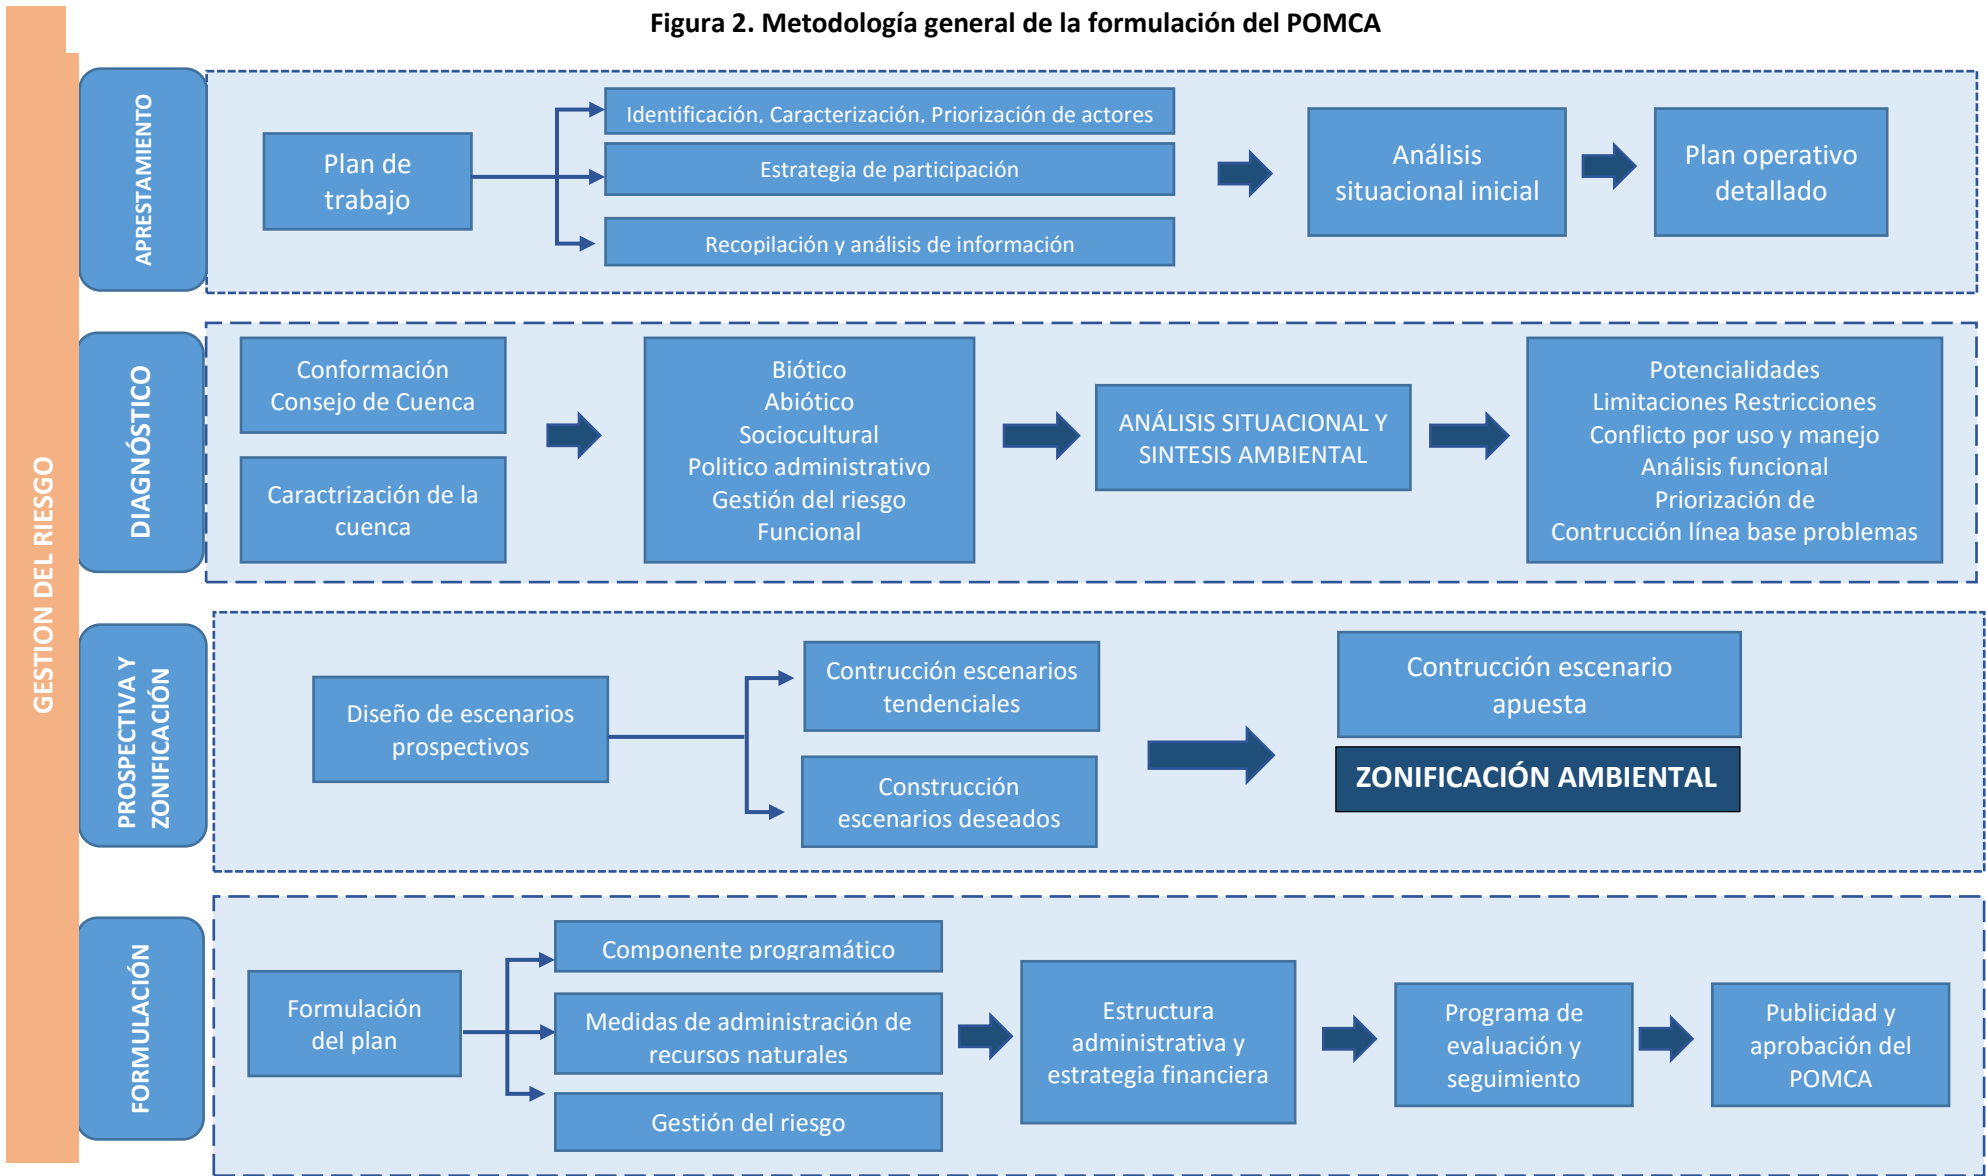 Figura 2. Metodología general de la formulación del POMCA
GESTION DEL RIESGO
APRESTAMIENTO
Plan de
trabajo
Identificación, Caracterización, Priorización de actores
Estrategia de participación
Recopilación y análisis de información
Análisis
situacional inicial
Plan operativo
detallado
DIAGNÓSTICO
Conformación
Consejo de Cuenca
Caractrización de la
cuenca
Biótico
Abiótico
Sociocultural
Politico administrativo
Gestión del riesgo
Funcional
ANÁLISIS SITUACIONAL Y
SINTESIS AMBIENTAL
Potencialidades
Limitaciones Restricciones
Conflicto por uso y manejo
Análisis funcional
Priorización de
Contrucción línea base problemas
PROSPECTIVA Y
ZONIFICACIÓN
Diseño de escenarios
prospectivos
Contrucción escenarios
tendenciales
Construcción
escenarios deseados
Contrucción escenario
apuesta
ZONIFICACIÓN AMBIENTAL
FORMULACIÓN
Formulación
del plan
Componente programático
Medidas de administración de
recursos naturales
Gestión del riesgo
Estructura
administrativa y
estrategia financiera
Programa de
evaluación y
seguimiento
Publicidad y
aprobación del
POMCA